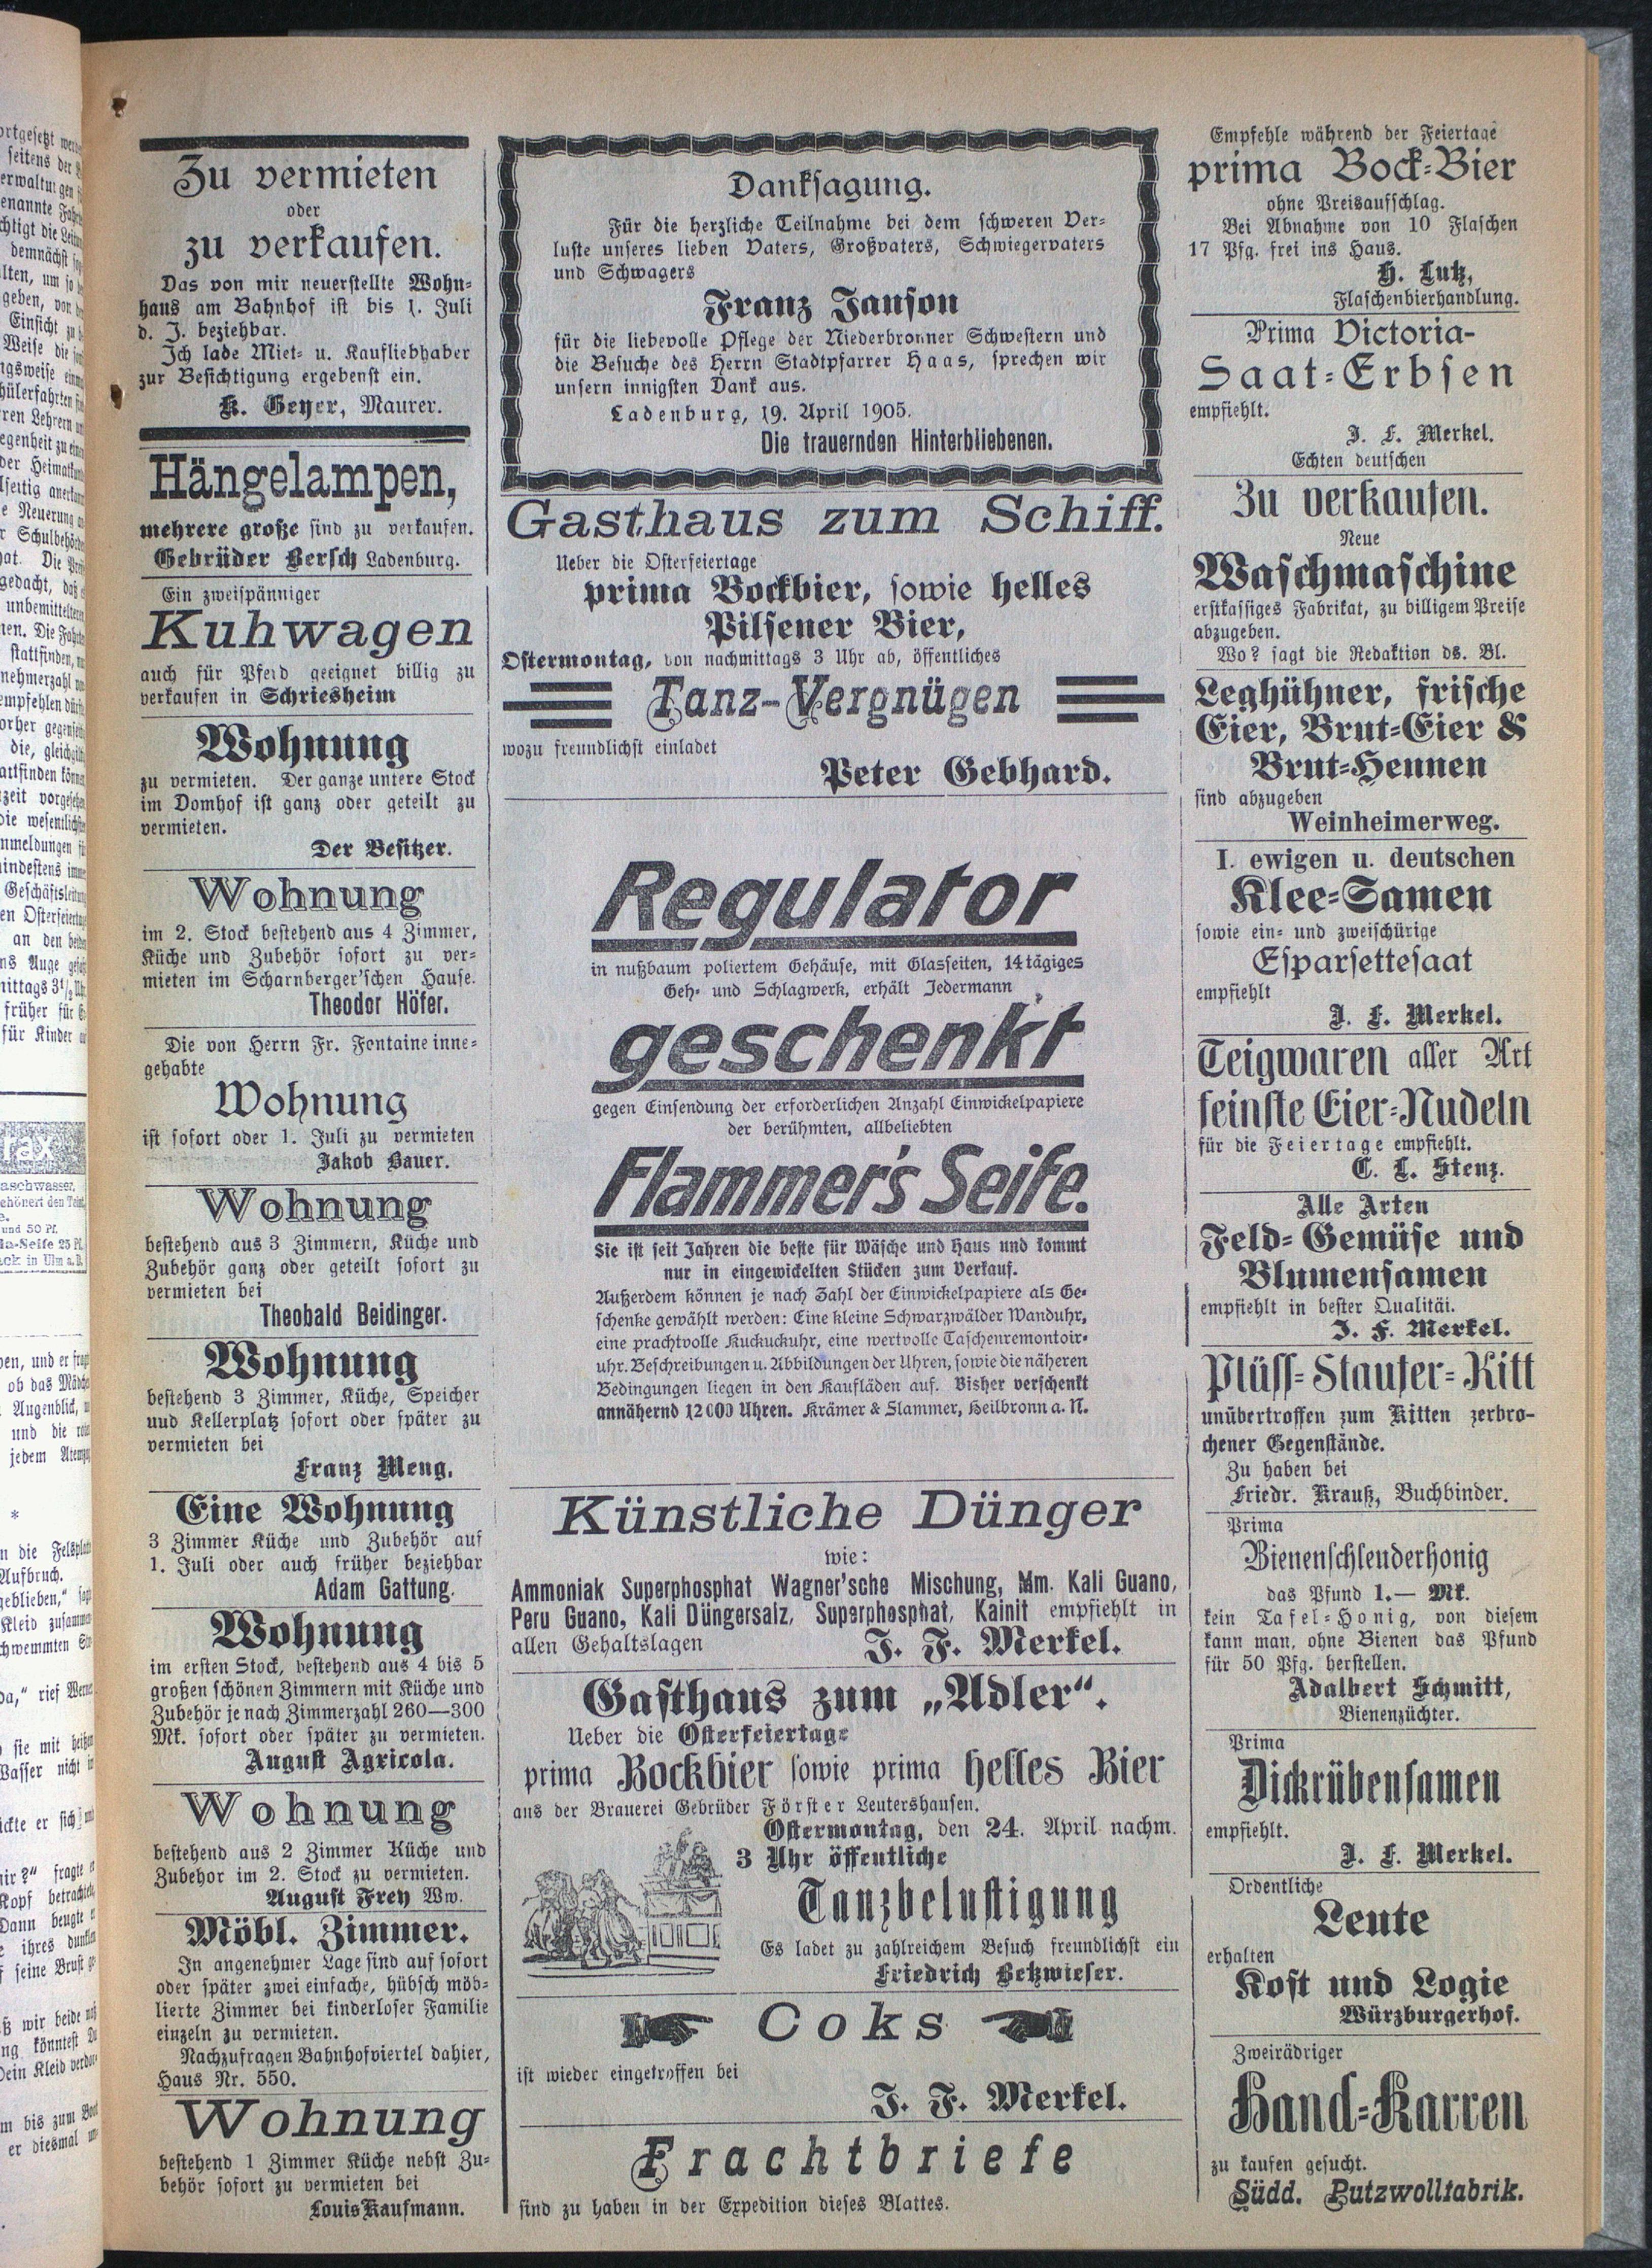 Zu vermieten
oder
zu verkaufen.
Das von mir neuerstellte Wohn-
haus am Bahnhof ist bis 1. Juli
d. J. beziehbar.
Ich lade Miet- u. Kaufliebhaber
zur Besichtigung ergebenst ein.
K. Geyer, Maurer.
Hängelampen,
mehrere große sind zu verkaufen.
Gebrüder Bersch Ladenburg.
Ein zweispänniger
Kuhwagen
auch für Pferd geeignet billig zu
verkaufen in Schriesheim
Wohnung
zu vermieten. Der ganze untere Stock
im Domhof ist ganz oder geteilt zu
vermieten.
Der Besitzer.
Wohnung
im 2. Stock bestehend aus 4 Zimmer,
Küche und Zubehör sofort zu ver-
mieten im Scharnberger'schen Hause.
Theodor Höfer.
Die von Herrn Fr. Fontaine inne-
gehabte
Wohnung
ist sofort oder 1. Juli zu vermieten
Jakob Bauer.
Wohnung
bestehend aus 3 Zimmern, Küche und
Zubehör ganz oder geteilt sofort zu
vermieten bei
Theobald Beidinger.
Wohnung
bestehend 3 Zimmer, Küche, Speicher
und Kellerplatz sofort oder später zu
vermieten bei
Franz Meng.
Eine Wohnung
3 Zimmer Küche und Zubehör auf
1. Juli oder auch früher beziehbar
Adam Gattung.
Wohnung
im ersten Stock, bestehend aus 4 bis 5
großen schönen Zimmern mit Küche und
Zubehör je nach Zimmerzahl 260—300
Mk. sofort oder später zu vermieten.
August Agricola.
Wohnung
bestehend aus 2 Zimmer Küche und
Zubehor im 2. Stock zu vermieten.
August Frey Ww.
Möbl. Zimmer.
In angenehmer Lage sind auf sofort
oder später zwei einfache, hübsch möb-
lierte Zimmer bei kinderloser Familie
einzeln zu vermieten.
Nachzufragen Bahnhofviertel dahier,
Haus Nr. 550.
Wohnung
bestehend 1 Zimmer Küche nebst Zu-
behör sofort zu vermieten bei
Louis Kaufmann.
Danksagung.
Für die herzliche Teilnahme bei dem schweren Ver-
luste unseres lieben Vaters, Großvaters, Schwiegervaters
und Schwagers
Franz Janson
für die liebevolle Pflege der Niederbronner Schwestern und
die Besuche des Herrn Stadtpfarrer Haas, sprechen wir
unsern innigsten Dank aus.
Ladenburg, 19. April 1905.
Die trauernden Hinterbliebenen.
Gasthaus zum Schiff.
Ueber die Osterfeiertage
prima Bockbier, sowie helles
Pilsener Bier,
Ostermontag, von nachmittags 3 Uhr ab, öffentliches
Tanz-Vergnügen
wozu freundlichst einladet
Peter Gebhard.
Regulator
in nußbaum poliertem Gehäuse, mit Glasseiten, 14 tägiges
Geh- und Schlagwerk, erhält Jedermann
geschenkt
gegen Einsendung der erforderlichen Anzahl Einwickelpapiere
der berühmten, allbeliebten
Flammer's Seife.
Sie ist seit Jahren die beste für Wäsche und Haus und kommt
nur in eingewickelten Stücken zum Verkauf.
Außerdem können je nach Zahl der Einwickelpapiere als Ge-
schenke gewählt werden: Eine kleine Schwarzwälder Wanduhr,
eine prachtvolle Kuckuckuhr, eine wertvolle Taschenremontoir-
uhr. Beschreibungen u. Abbildungen der Uhren, sowie die näheren
Bedingungen liegen in den Kaufläden auf. Bisher verschenkt
annähernd 12000 Uhren. Krämer & Flammer, Heilbronn a. N.
Künstliche Dünger
wie:
Ammoniak Superphosphat Wagner'sche Mischung, Mm. Kali Guano,
Peru Guano, Kali Düngersalz, Superphosphat, Kainit empfiehlt in
allen Gehaltslagen J. F. Merkel.
Gasthaus zum „Adler“.
Ueber die Osterfeiertage
prima Bockbier sowie prima helles Bier
aus der Brauerei Gebrüder Förster Leutershausen.
Ostermontag, den 24. April nachm.
3 Uhr öffentliche
Tanzbelustigung
Es ladet zu zahlreichem Besuch freundlichst ein
Friedrich Betzwieser.
Coks
ist wieder eingetroffen bei
J. F. Merkel.
Frachtbriefe
sind zu haben in der Expedition dieses Blattes.
Empfehle während der Feiertage
prima Bock-Bier
ohne Preisaufschlag.
Bei Abnahme von 10 Flaschen
17 Pfg. frei ins Haus.
H. Lutz,
Flaschenbierhandlung.
Prima Victoria-
Saat-Erbsen
empfiehlt.
J. F. Merkel.
Echten deutschen
Zu verkaufen.
Neue
Waschmaschine
erstkassiges Fabrikat, zu billigem Preise
abzugeben.
Wo? sagt die Redaktion ds. Bl.
Leghühner, frische
Eier, Brut-Eier &
Brut-Hennen
sind abzugeben
Weinheimerweg.
I. ewigen u. deutschen
Klee-Samen
sowie ein- und zweischürige
Esparsettesaat
empfiehlt
J. F. Merkel.
Teigwaren aller Art
feinste Eier-Nudeln
für die Feiertage empfiehlt.
C. L. Stenz.
Alle Arten
Feld-Gemüse und
Blumensamen
empfiehlt in bester Qualität.
J. F. Merkel.
Plüss-Staufer-Kitt
unübertroffen zum Kitten zerbro-
chener Gegenstände.
Zu haben bei
Friedr. Krauß, Buchbinder.
Prima
Bienenschleuderhonig
das Pfund 1.— Mk.
kein Tafel-Honig, von diesem
kann man, ohne Bienen das Pfund
für 50 Pfg. herstellen.
Adalbert Schmitt,
Bienenzüchter.
Prima
Dickrübensamen
empfiehlt.
J. F. Merkel.
Ordentliche
Leute
erhalten
Kost und Logie
Würzburgerhof.
Zweirädriger
Hand-Karren
zu kaufen gesucht.
Südd. Putzwollfabrik.